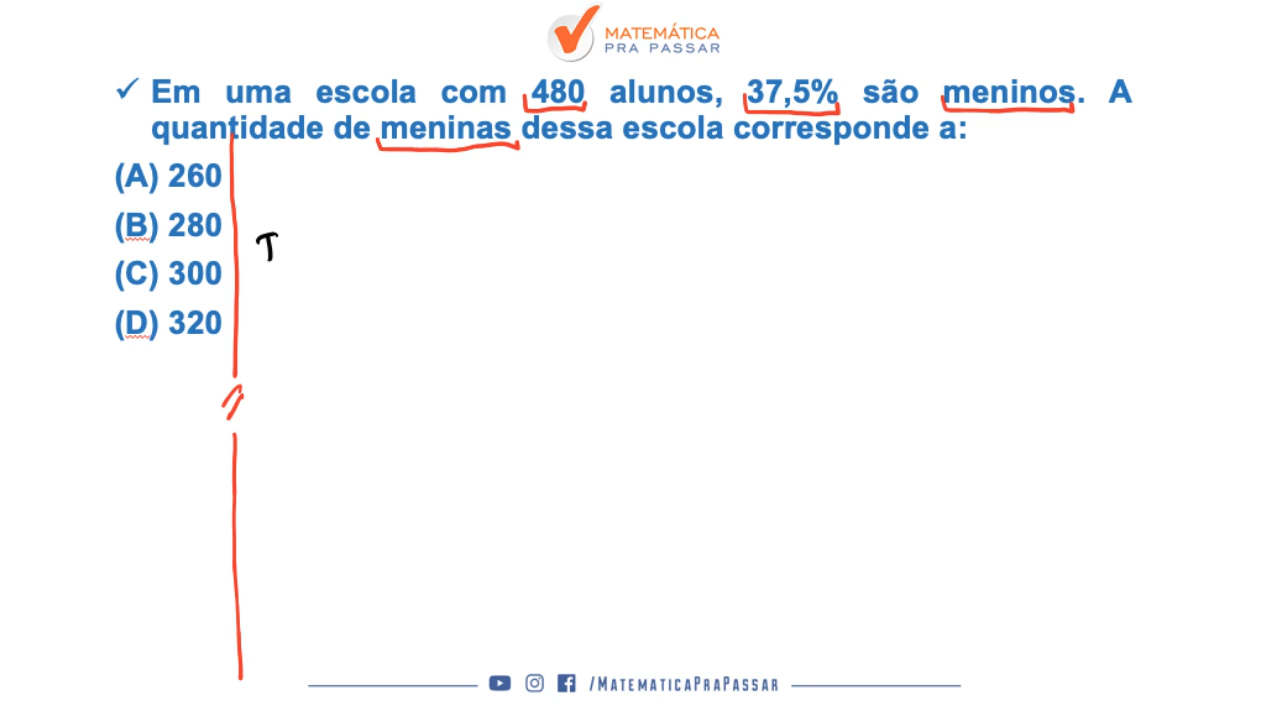 MATEMÁTICA
PRA PASSAR
✓ Em uma escola com 480 alunos, 37,5% são meninos. A
quantidade de meninas dessa escola corresponde a:
(A) 260
(B) 280
T
(C) 300
(D) 320
/MATEMATICAPRAPASSAR